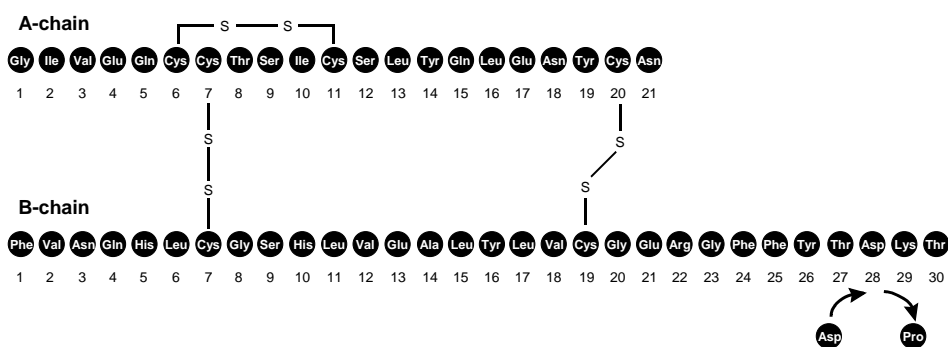 A-chain
S S
Gly Ile Val Glu Gln Cys Cys Thr Ser Ile Cys Ser Leu Tyr Gln Leu Glu Asn Tyr Cys Asn
1 2 3 4 5 6 7 8 9 10 11 12 13 14 15 16 17 18 19 20 21
S S
S S
B-chain
Phe Val Asn Gln His Leu Cys Gly Ser His Leu Val Glu Ala Leu Tyr Leu Val Cys Gly Glu Arg Gly Phe Phe Tyr Thr Asp Lys Thr
1 2 3 4 5 6 7 8 9 10 11 12 13 14 15 16 17 18 19 20 21 22 23 24 25 26 27 28 29 30
Asp Pro